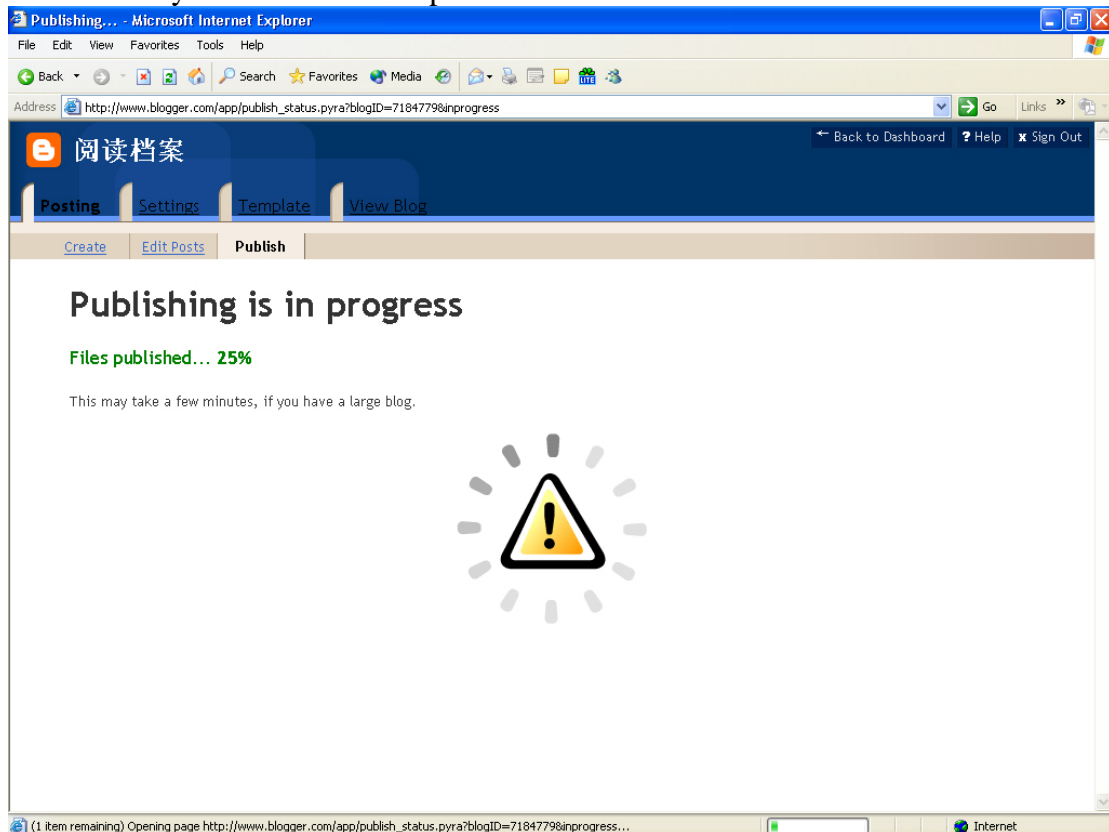 Publishing... - Microsoft Internet Explorer
File Edit View Favorites Tools Help
Back Search Favorites Media
Address http://www.blogger.com/app/publish_status.pyra?blogID=7184779&inprogress Go Links »
阅读档案
Back to Dashboard ? Help x Sign Out
Posting Settings Template View Blog
Create Edit Posts Publish
Publishing is in progress
Files published... 25%
This may take a few minutes, if you have a large blog.
(1 item remaining) Opening page http://www.blogger.com/app/publish_status.pyra?blogID=7184779&inprogress... Internet